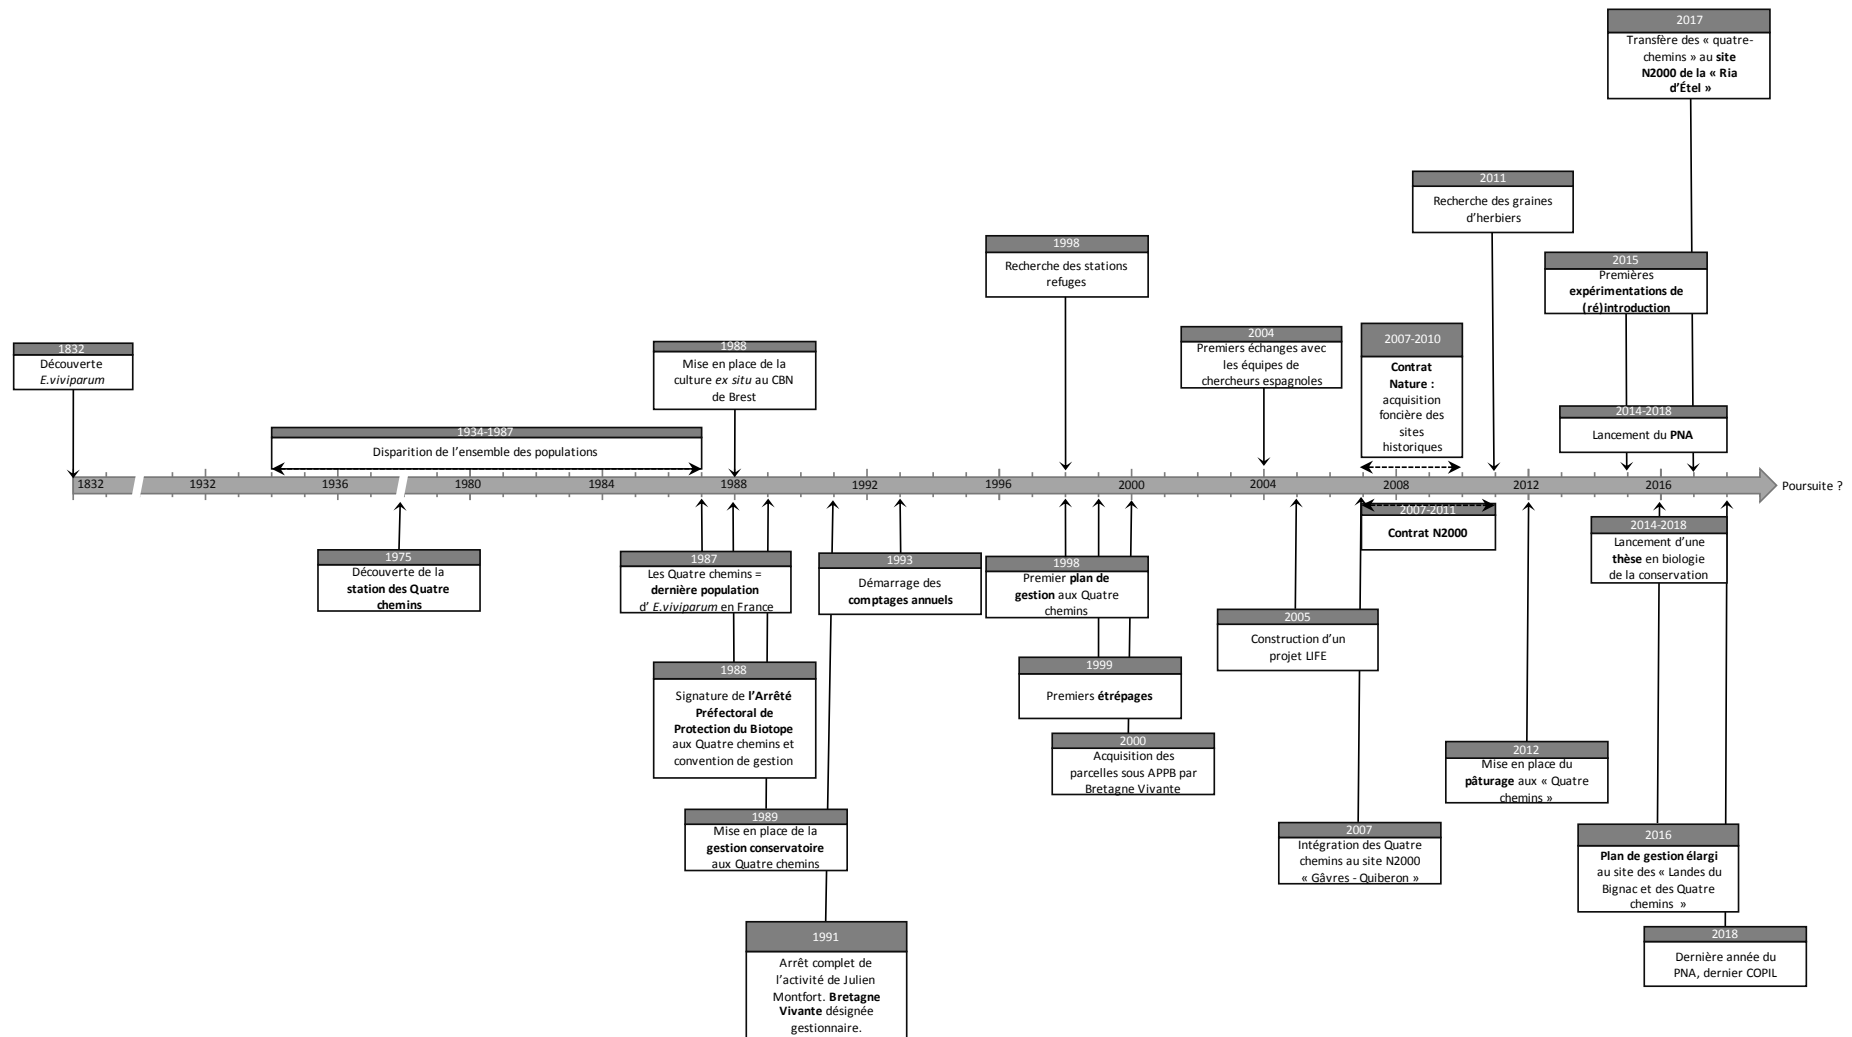 2017
Transfère des « quatre-
chemins » au site
N2000 de la « Ria
d’Étel »
2011
Recherche des graines
d’herbiers
1998
Recherche des stations
refuges
2015
Premières
expérimentations de
(ré)introduction
1832
Découverte
E.viviparum
1988
Mise en place de la
culture ex situ au CBN
de Brest
2004
Premiers échanges avec
les équipes de
chercheurs espagnoles
2007-2010
Contrat
Nature :
acquisition
foncière des
sites
historiques
1934-1987
Disparition de l’ensemble des populations
2014-2018
Lancement du PNA
1832 1932 1936 1980 1984 1988 1992 1996 2000 2004 2008 2012 2016 Poursuite ?
2007-2011
Contrat N2000
1975
Découverte de la
station des Quatre
chemins
1987
Les Quatre chemins =
dernière population
d’ E.viviparum en France
1993
Démarrage des
comptages annuels
1998
Premier plan de
gestion aux Quatre
chemins
2014-2018
Lancement d’une
thèse en biologie
de la conservation
2005
Construction d’un
projet LIFE
1988
Signature de l’Arrêté
Préfectoral de
Protection du Biotope
aux Quatre chemins et
convention de gestion
1999
Premiers étrépages
2000
Acquisition des
parcelles sous APPB par
Bretagne Vivante
2012
Mise en place du
pâturage aux « Quatre
chemins »
1989
Mise en place de la
gestion conservatoire
aux Quatre chemins
2007
Intégration des Quatre
chemins au site N2000
« Gâvres - Quiberon »
2016
Plan de gestion élargi
au site des « Landes du
Bignac et des Quatre
chemins »
1991
Arrêt complet de
l’activité de Julien
Montfort. Bretagne
Vivante désignée
gestionnaire.
2018
Dernière année du
PNA, dernier COPIL